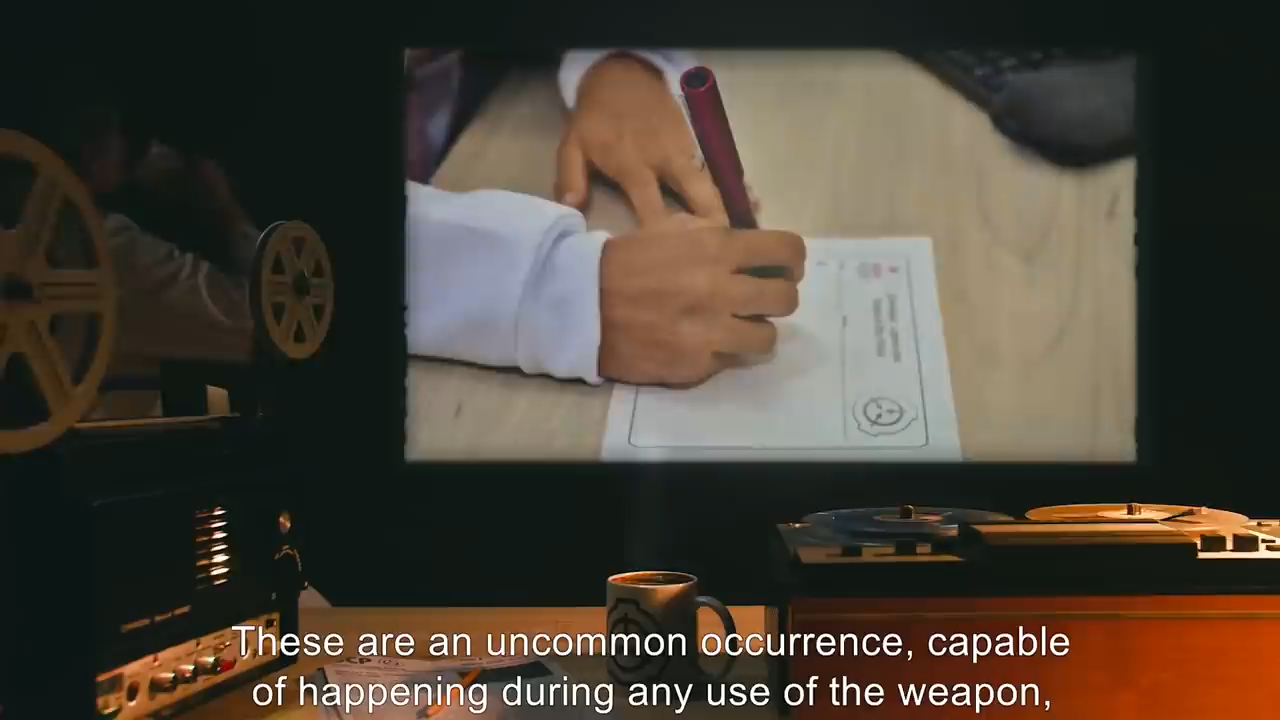 These are an uncommon occurrence, capable
of happening during any use of the weapon,